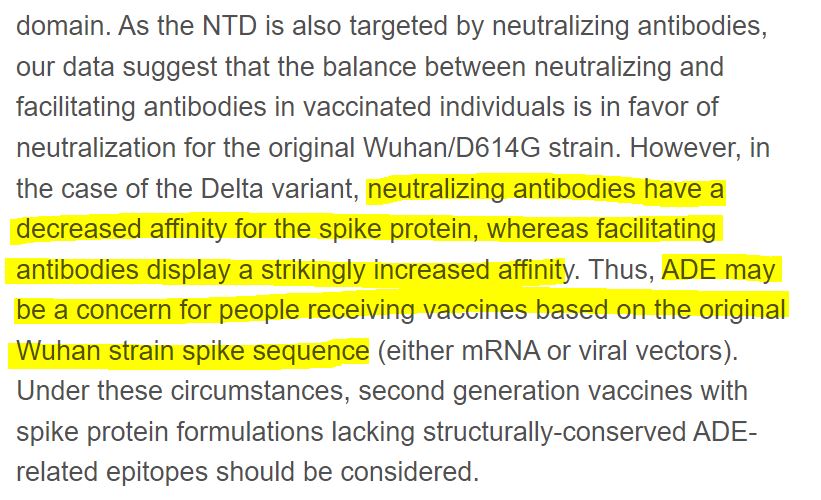 domain. As the NTD is also targeted by neutralizing antibodies,
our data suggest that the balance between neutralizing and
facilitating antibodies in vaccinated individuals is in favor of
neutralization for the original Wuhan/D614G strain. However, in
the case of the Delta variant, neutralizing antibodies have a
decreased affinity for the spike protein, whereas facilitating
antibodies display a strikingly increased affinity. Thus, ADE may
be a concern for people receiving vaccines based on the original
Wuhan strain spike sequence (either mRNA or viral vectors).
Under these circumstances, second generation vaccines with
spike protein formulations lacking structurally-conserved ADE-
related epitopes should be considered.